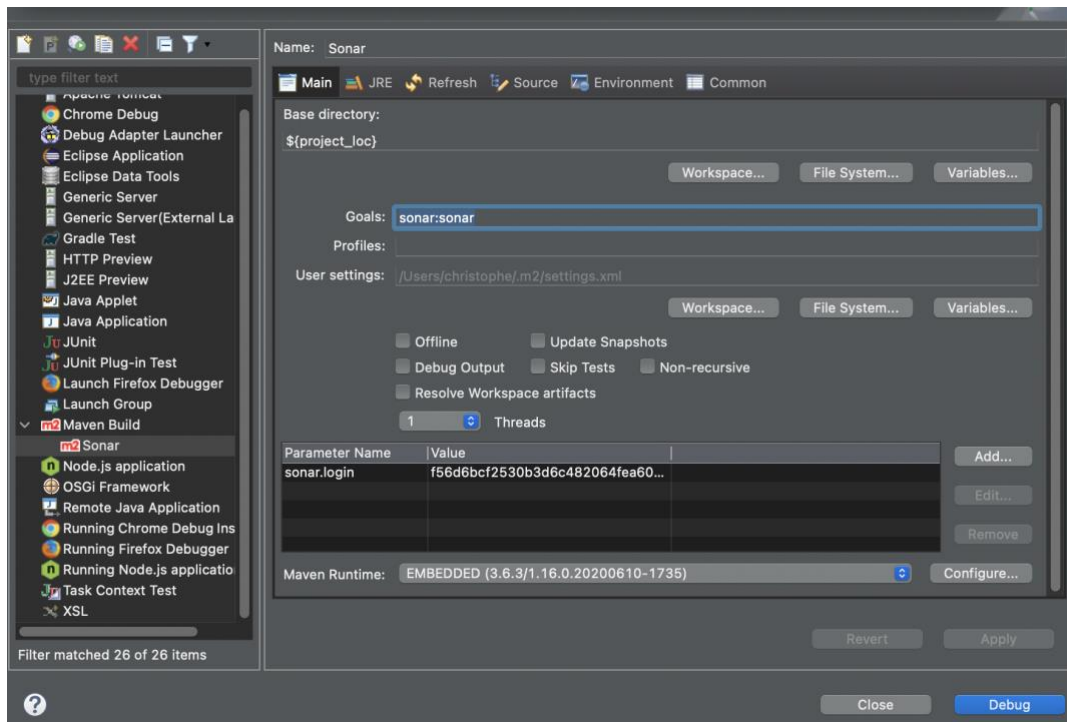 Name: Sonar
type filter text
Apache Tomcat
Chrome Debug
Debug Adapter Launcher
Eclipse Application
Eclipse Data Tools
Generic Server
Generic Server(External La
Gradle Test
HTTP Preview
J2EE Preview
Java Applet
Java Application
JUnit
JUnit Plug-in Test
Launch Firefox Debugger
Launch Group
Maven Build
Sonar
Node.js application
OSGi Framework
Remote Java Application
Running Chrome Debug Ins
Running Firefox Debugger
Running Node.js applicatio
Task Context Test
XSL
Filter matched 26 of 26 items
Main JRE Refresh Source Environment Common
Base directory:
${project_loc}
Workspace... File System... Variables...
Goals: sonar:sonar
Profiles:
User settings: /Users/christophe/.m2/settings.xml
Workspace... File System... Variables...
Offline Update Snapshots
Debug Output Skip Tests Non-recursive
Resolve Workspace artifacts
1 Threads
Parameter Name Value
sonar.login f56d6bcf2530b3d6c482064fea60...
Add...
Edit...
Remove
Maven Runtime: EMBEDDED (3.6.3/1.16.0.20200610-1735) Configure...
Revert Apply
Close Debug